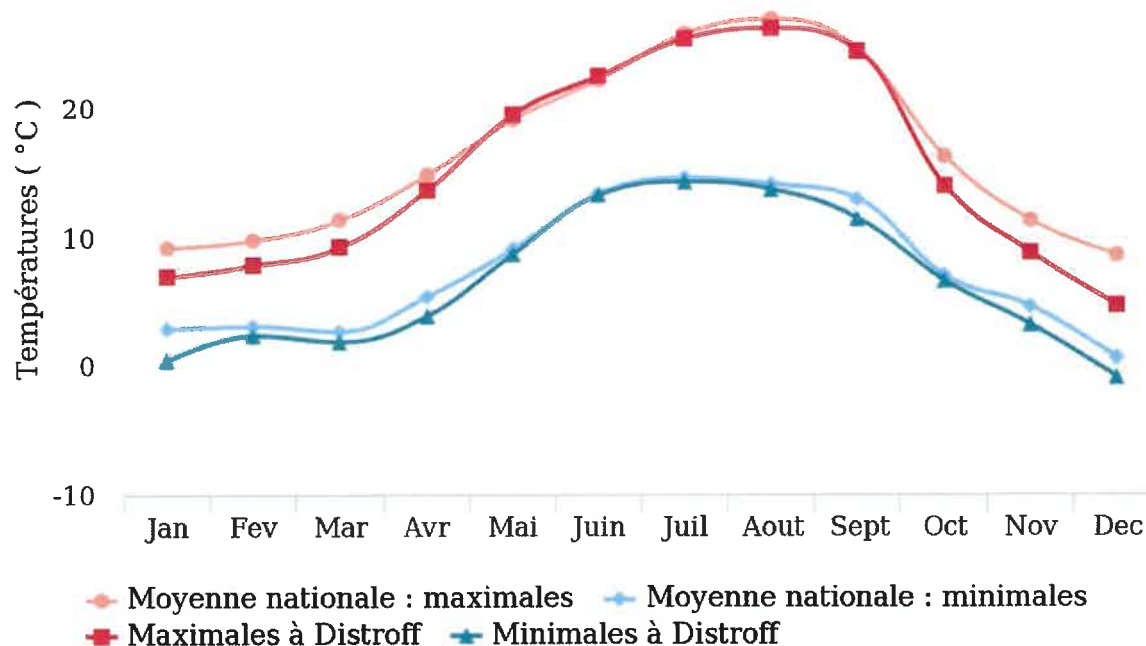 Températures ( °C )
20
10
0
-10
Jan Fev Mar Avr Mai Juin Juil Aout Sept Oct Nov Dec
Moyenne nationale : maximales Moyenne nationale : minimales
Maximales à Distroff Minimales à Distroff